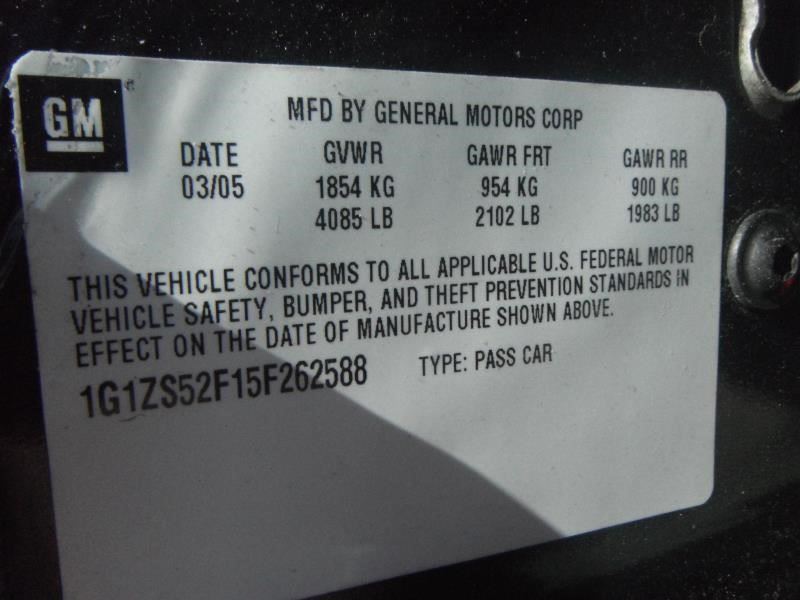 GM
MFD BY GENERAL MOTORS CORP
DATE GVWR GAWR FRT GAWR RR
03/05 1854 KG 954 KG 900 KG
4085 LB 2102 LB 1983 LB
THIS VEHICLE CONFORMS TO ALL APPLICABLE U.S. FEDERAL MOTOR
VEHICLE SAFETY, BUMPER, AND THEFT PREVENTION STANDARDS IN
EFFECT ON THE DATE OF MANUFACTURE SHOWN ABOVE.
1G1ZS52F15F262588 TYPE: PASS CAR